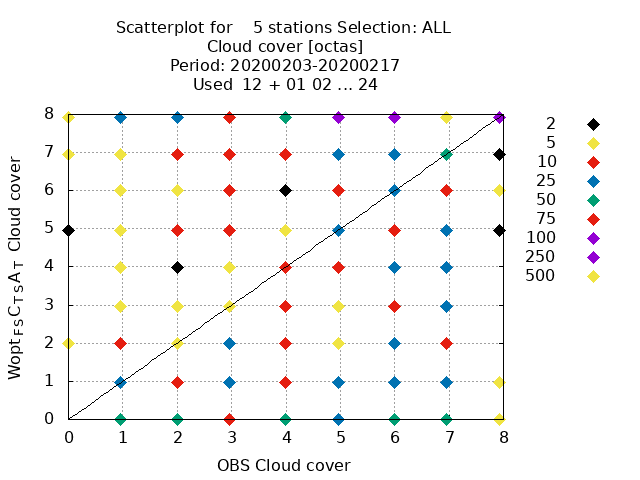 Scatterplot for 5 stations Selection: ALL
Cloud cover [octas]
Period: 20200203-20200217
Used 12 + 01 02 ... 24
8
7
6
5
4
3
2
1
0
0 1 2 3 4 5 6 7 8
Wopt FS C T S A T Cloud cover
OBS Cloud cover
2
5
10
25
50
75
100
250
500